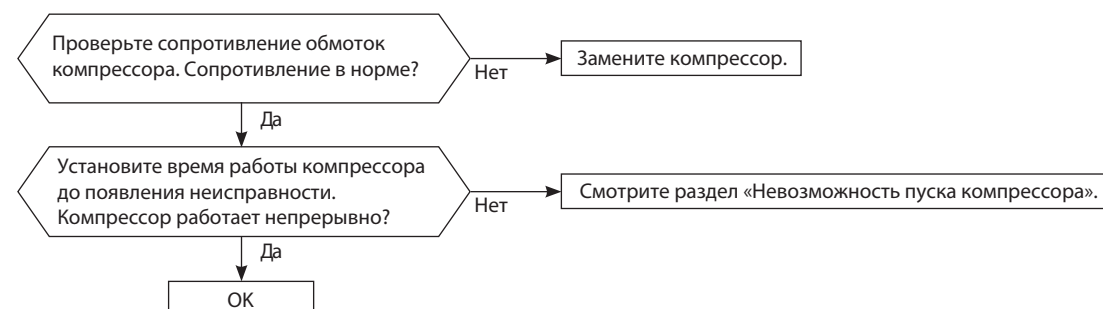 Проверьте сопротивление обмоток
компрессора. Сопротивление в норме?
Нет
Замените компрессор.
Да
Установите время работы компрессора
до появления неисправности.
Компрессор работает непрерывно?
Нет
Смотрите раздел «Невозможность пуска компрессора».
Да
OK